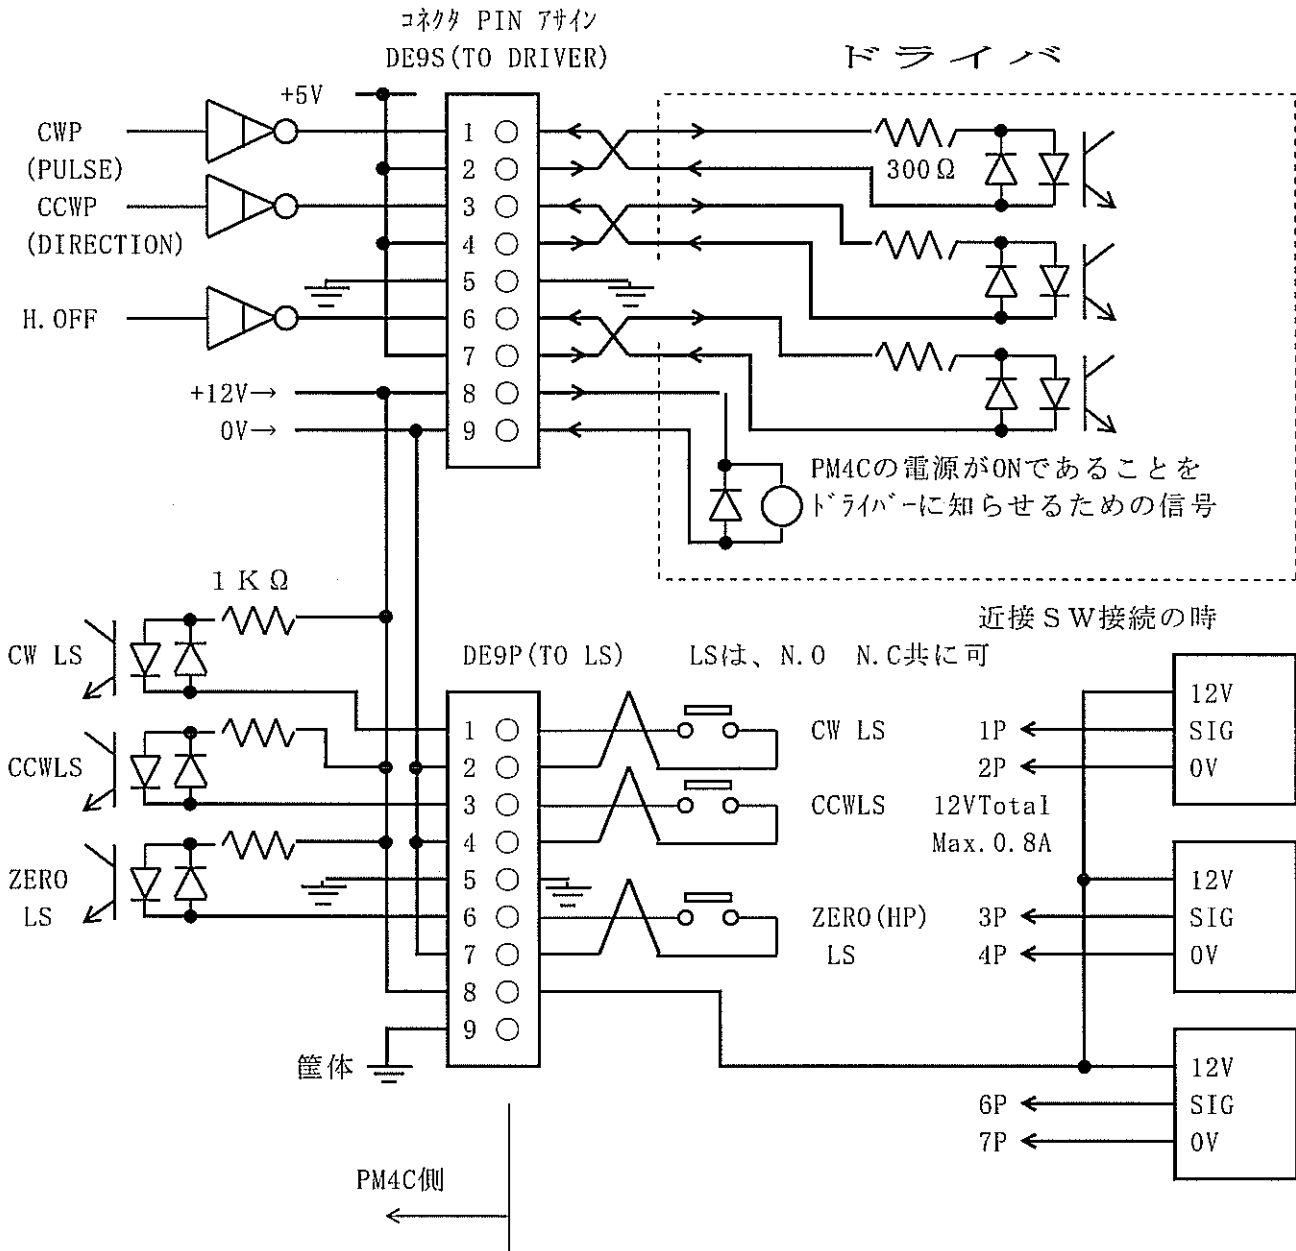 コネクタ PIN アサイン
DE9S(TO DRIVER)
ドライバ
+5V
CWP
(PULSE)
CCWP
(DIRECTION)
H.OFF
+12V→
0V→
1
2
3
4
5
6
7
8
9
300Ω
PM4Cの電源がONであることを
ドライバーに知らせるための信号
1KΩ
CW LS
CCWLS
ZERO
LS
DE9P(TO LS)
LSは、N.O N.C共に可
1
2
3
4
5
6
7
8
9
CW LS
CCWLS
ZERO(HP)
LS
近接SW接続の時
12V
SIG
0V
1P
2P
12VTotal
Max.0.8A
12V
SIG
0V
3P
4P
12V
SIG
0V
6P
7P
筐体
PM4C側